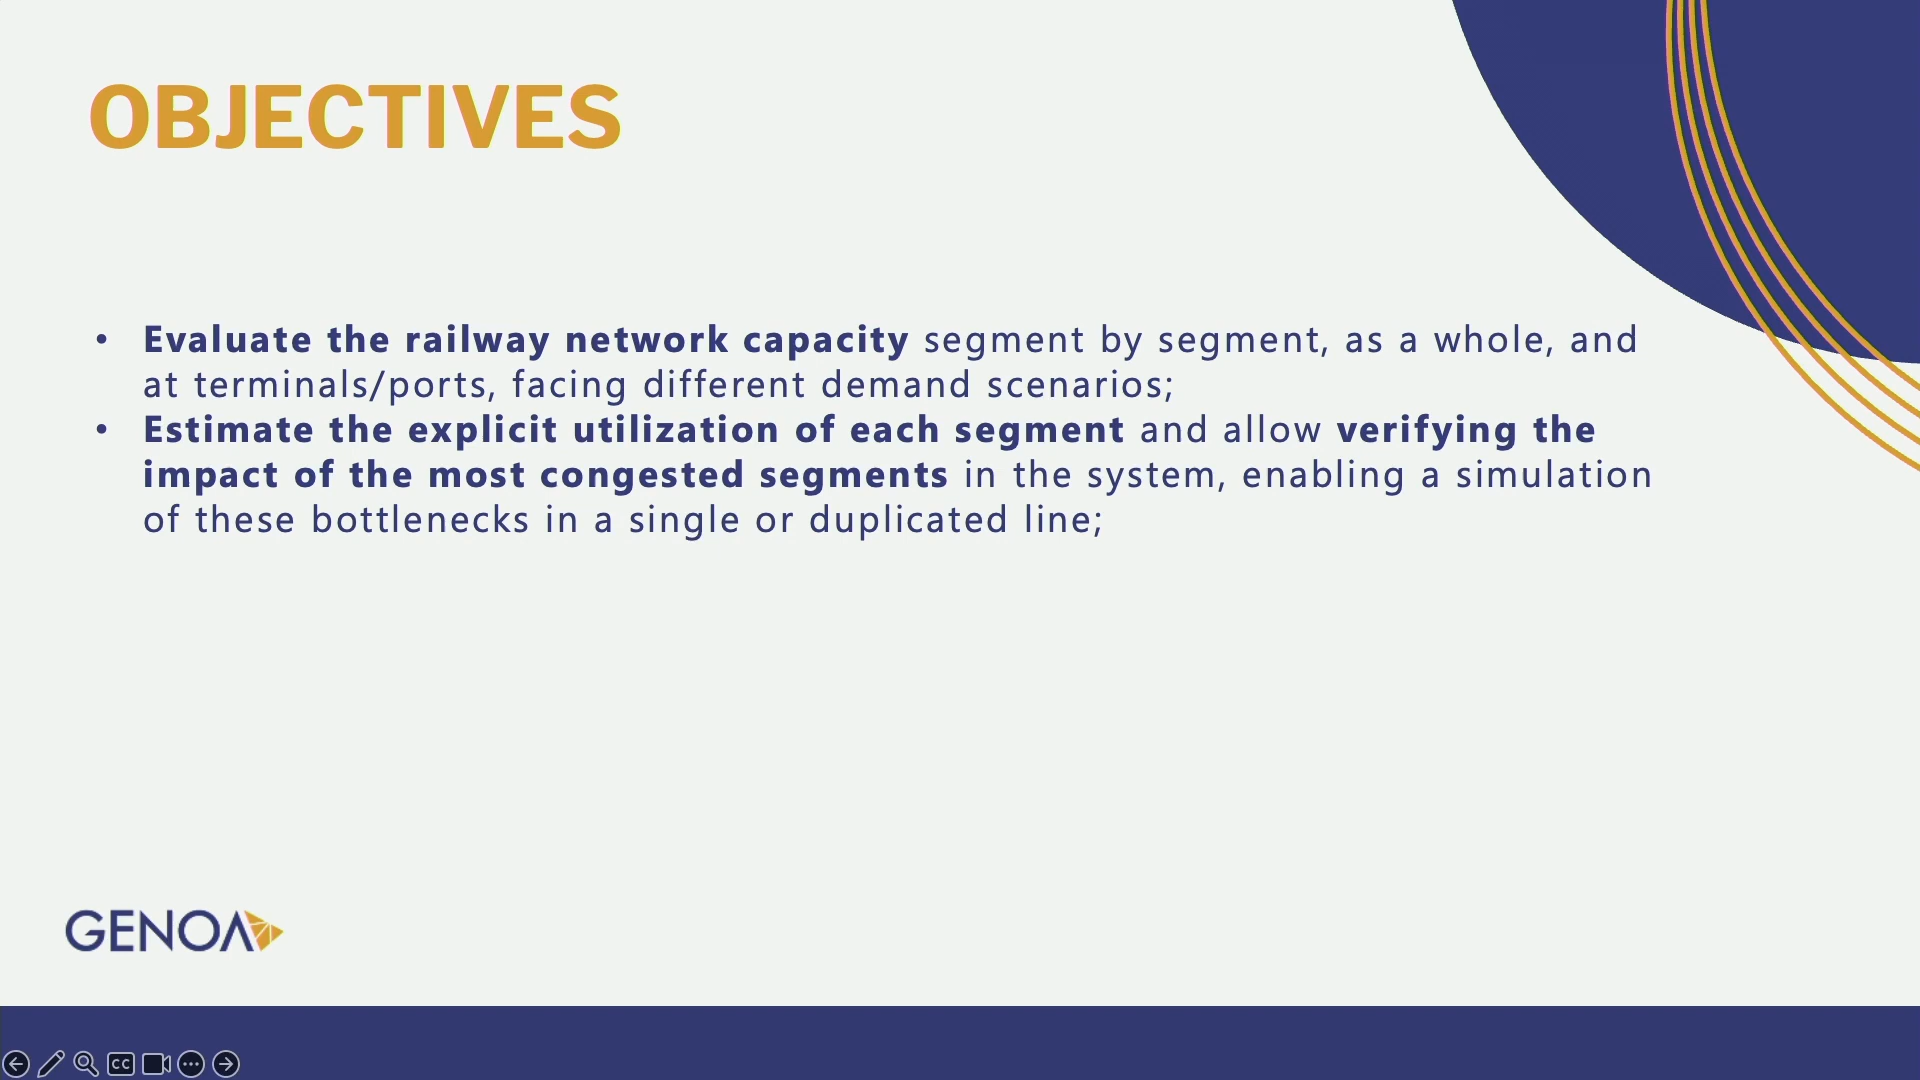 OBJECTIVES
• Evaluate the railway network capacity segment by segment, as a whole, and
at terminals/ports, facing different demand scenarios;
• Estimate the explicit utilization of each segment and allow verifying the
impact of the most congested segments in the system, enabling a simulation
of these bottlenecks in a single or duplicated line;
GENOA
CC